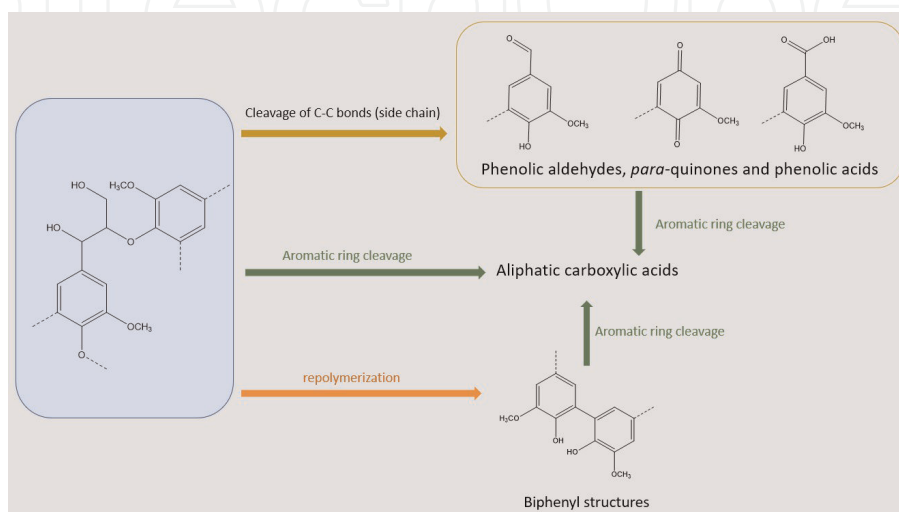 Cleavage of C-C bonds (side chain)
O
OCH₃
HO
O
O
OCH₃
O
OH
OCH₃
OH
Phenolic aldehydes, para-quinones and phenolic acids
HO
H₃CO
HO
O
OCH₃
O
Aromatic ring cleavage
Aromatic ring cleavage
Aliphatic carboxylic acids
Aromatic ring cleavage
repolymerization
H₃CO
OH
HO
OCH₃
Biphenyl structures